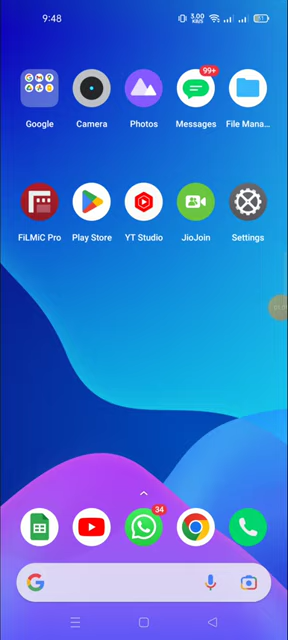 9:48
3.00
KB/S
99+
Google
Camera
Photos
Messages
File Mana...
FiLMiC Pro
Play Store
YT Studio
JioJoin
Settings
34
G